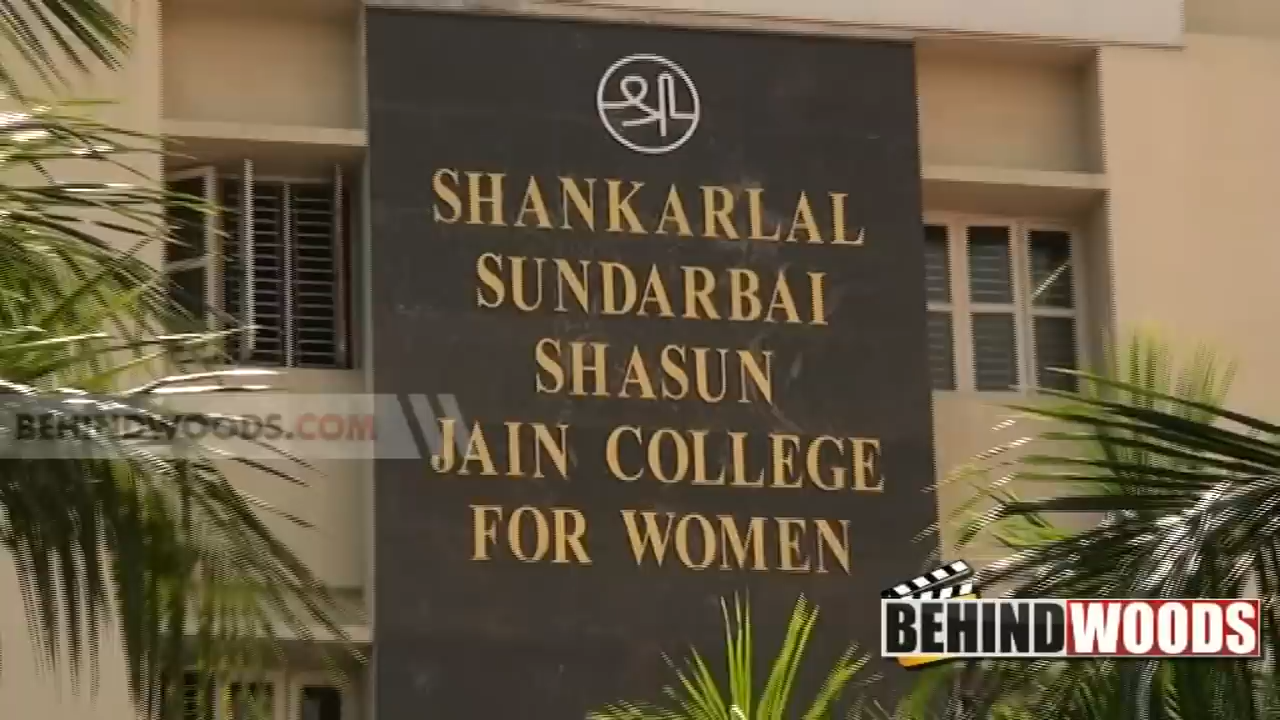 श्री
SHANKARLAL
SUNDARBAI
SHASUN
JAIN COLLEGE
FOR WOMEN
BEHINDWOODS.COM
BEHINDWOODS